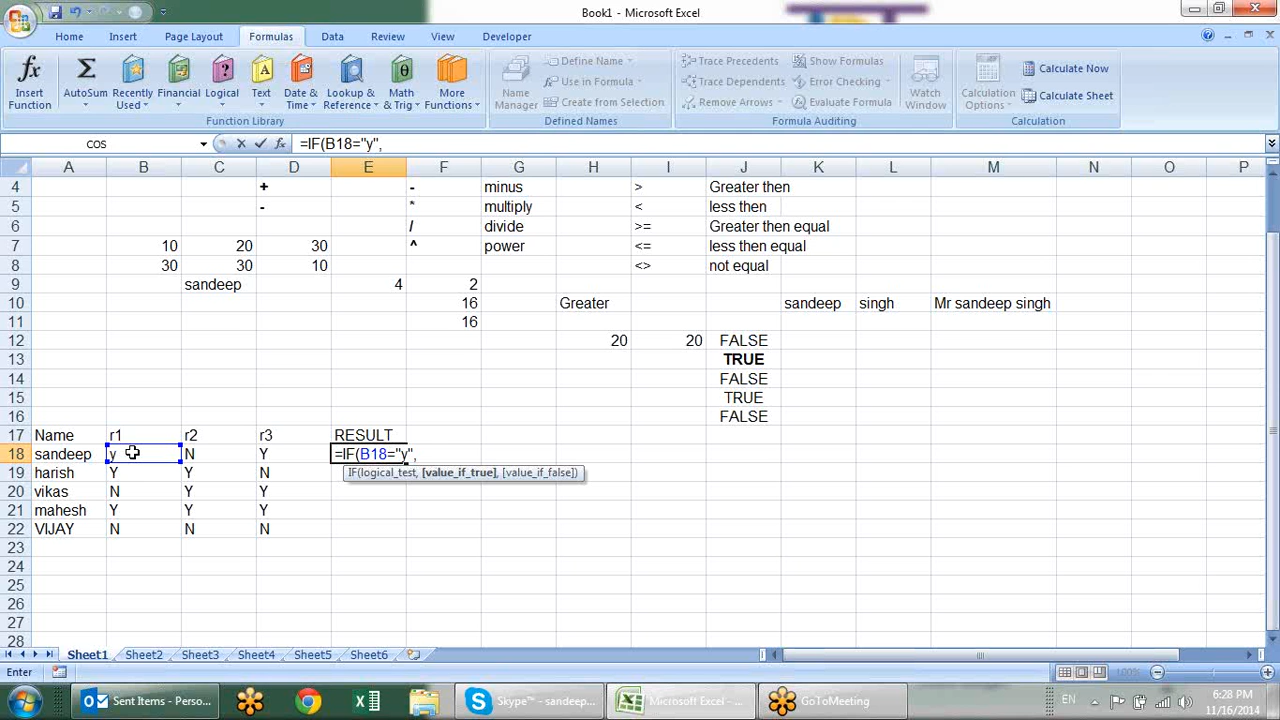 Book1 - Microsoft Excel
Home Insert Page Layout Formulas Data Review View Developer
fx Insert Function
Σ AutoSum
Recently Used
Financial
Logical
Text
Date & Time
Lookup & Reference
Math & Trig
More Functions
Function Library
Name Manager
Define Name
Use in Formula
Create from Selection
Defined Names
Trace Precedents
Trace Dependents
Remove Arrows
Show Formulas
Error Checking
Evaluate Formula
Formula Auditing
Watch Window
Calculation Options
Calculate Now
Calculate Sheet
Calculation
COS fx =IF(B18="y",
A B C D E F G H I J K L M N O P
4 + - minus > Greater then
5 - * multiply < less then
6 / divide >= Greater then equal
7 10 20 30 ^ power <= less then equal
8 30 30 10 <> not equal
9 sandeep 4 2
10 16 Greater sandeep singh Mr sandeep singh
11 16
12 20 20 FALSE
13 TRUE
14 FALSE
15 TRUE
16 FALSE
17 Name r1 r2 r3 RESULT
18 sandeep y N Y =IF(B18="y",
IF(logical_test, [value_if_true], [value_if_false])
19 harish Y Y N
20 vikas N Y Y
21 mahesh Y Y Y
22 VIJAY N N N
23
24
25
26
27
28
Sheet1 Sheet2 Sheet3 Sheet4 Sheet5 Sheet6
Enter 100%
Sent Items - Perso...
Skype™ - sandeep...
Microsoft Excel - ...
GoToMeeting
EN
6:28 PM
11/16/2014